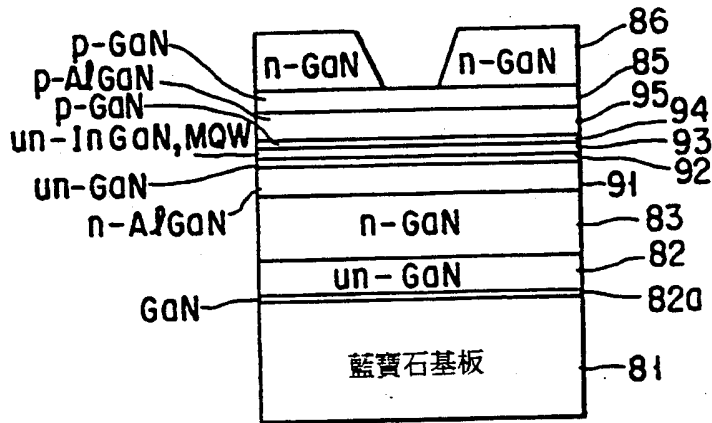 86
p-GaN
n-GaN n-GaN
p-AlGaN
85
p-GaN
95
un-InGaN,MQW
94
93
92
un-GaN
91
n-AlGaN
n-GaN
83
un-GaN
82
GaN
82a
藍寶石基板
81